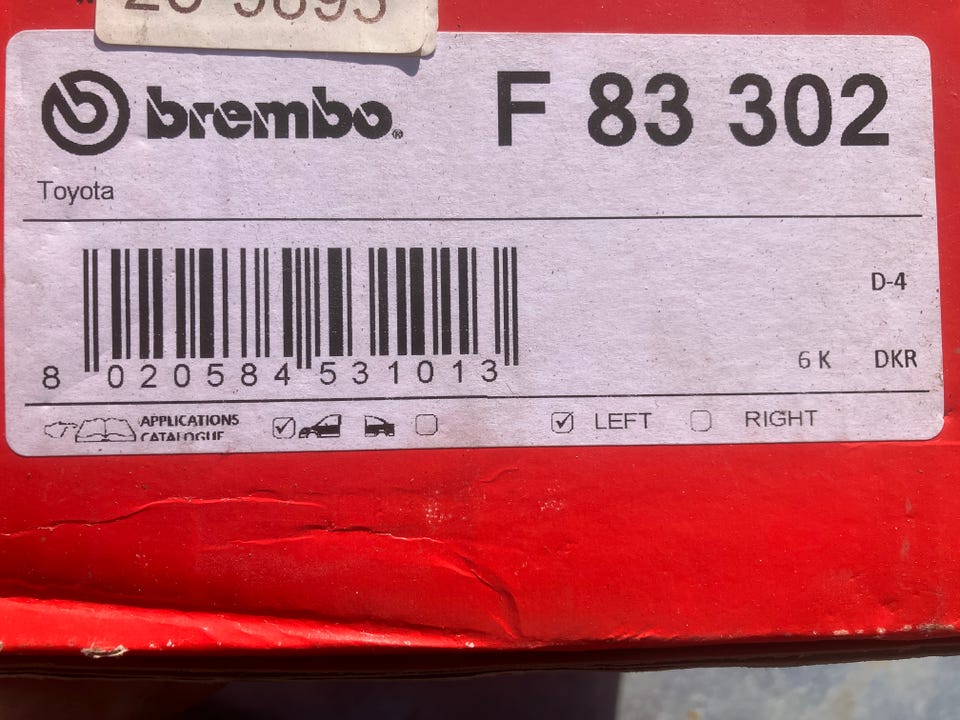 brembo®
F 83 302
Toyota
D-4
8 020584 531013
6 K DKR
APPLICATIONS
CATALOGUE
LEFT RIGHT